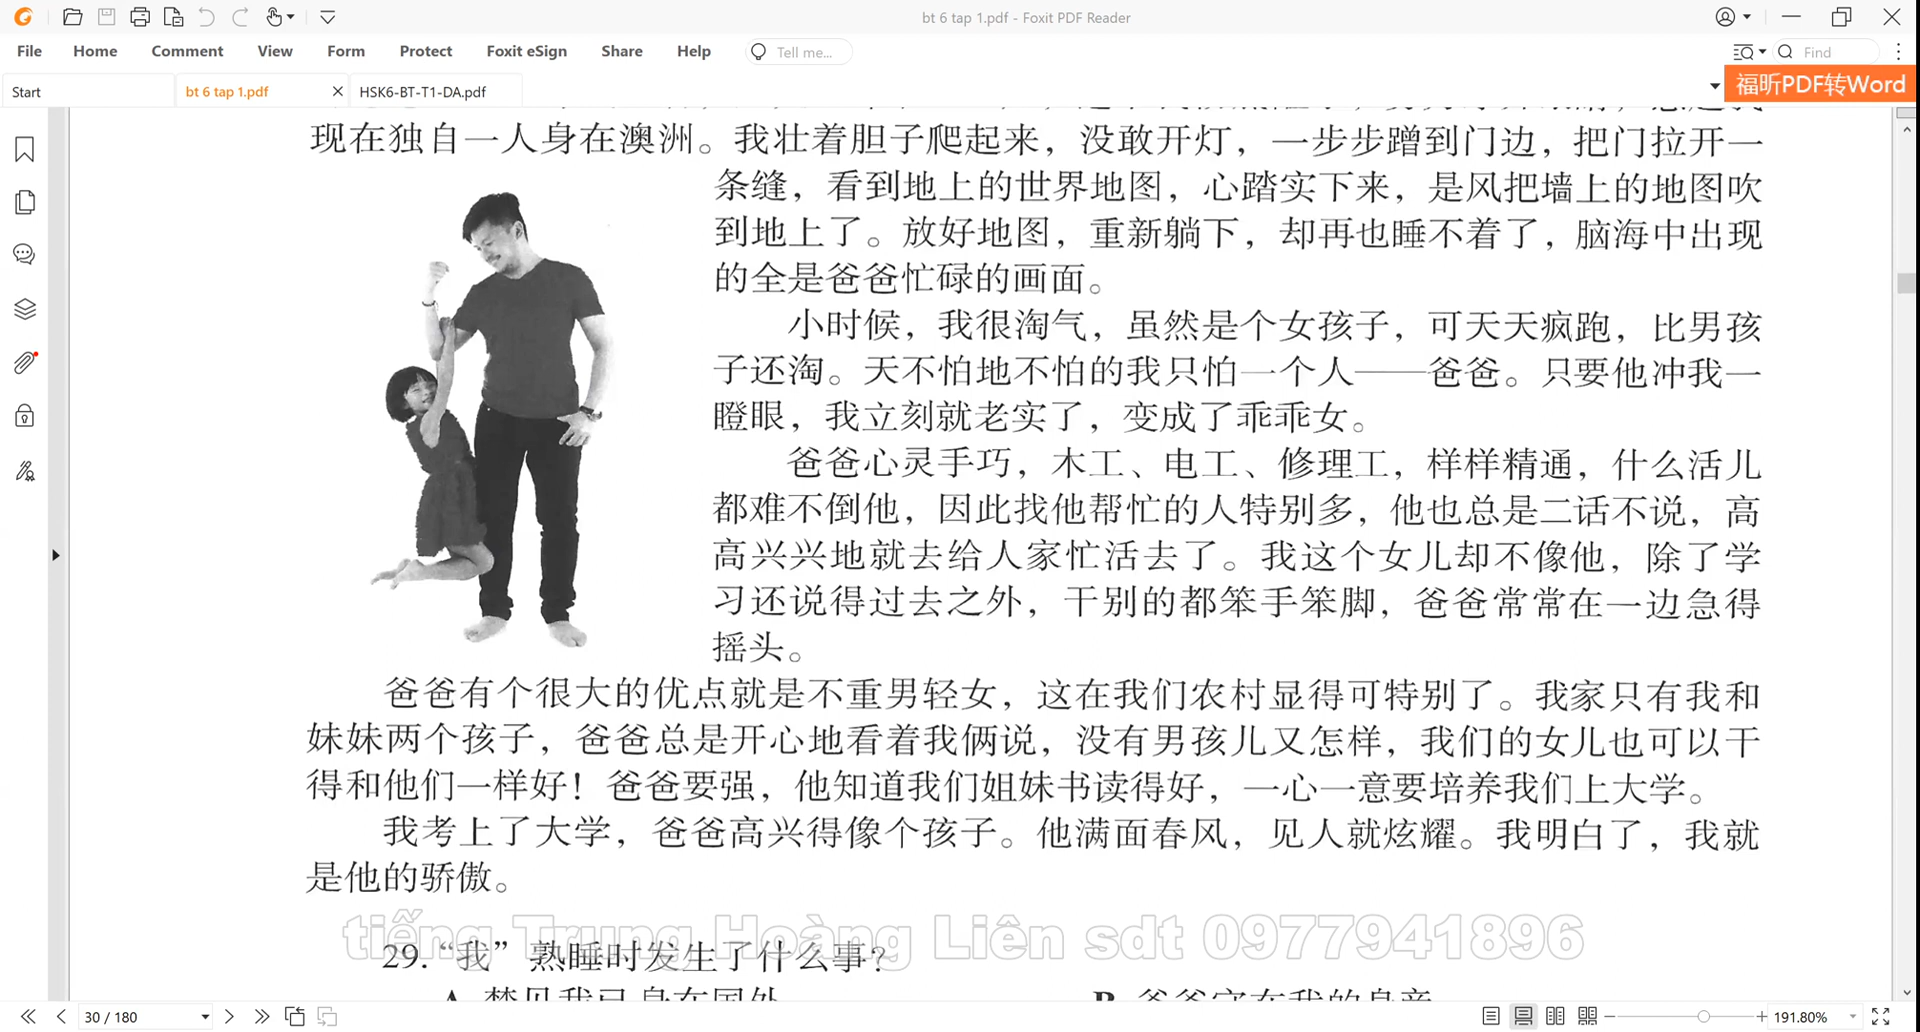 bt 6 tap 1.pdf - Foxit PDF Reader
File Home Comment View Form Protect Foxit eSign Share Help Tell me... Find
Start bt 6 tap 1.pdf HSK6-BT-T1-DA.pdf 福昕PDF转Word
现在独自一人身在澳洲。我壮着胆子爬起来，没敢开灯，一步步蹭到门边，把门拉开一
条缝，看到地上的世界地图，心踏实下来，是风把墙上的地图吹
到地上了。放好地图，重新躺下，却再也睡不着了，脑海中出现
的全是爸爸忙碌的画面。
小时候，我很淘气，虽然是个女孩子，可天天疯跑，比男孩
子还淘。天不怕地不怕的我只怕一个人——爸爸。只要他冲我一
瞪眼，我立刻就老实了，变成了乖乖女。
爸爸心灵手巧，木工、电工、修理工，样样精通，什么活儿
都难不倒他，因此找他帮忙的人特别多，他也总是二话不说，高
高兴兴地就去给人家忙活去了。我这个女儿却不像他，除了学
习还说得过去之外，干别的都笨手笨脚，爸爸常常在一边急得
摇头。
爸爸有个很大的优点就是不重男轻女，这在我们农村显得可特别了。我家只有我和
妹妹两个孩子，爸爸总是开心地看着我俩说，没有男孩儿又怎样，我们的女儿也可以干
得和他们一样好！爸爸要强，他知道我们姐妹书读得好，一心一意要培养我们上大学。
我考上了大学，爸爸高兴得像个孩子。他满面春风，见人就炫耀。我明白了，我就
是他的骄傲。
tiếng Trung Hoàng Liên sdt 0977941896
29. “我”熟睡时发生了什么事？
30 / 180 191.80%